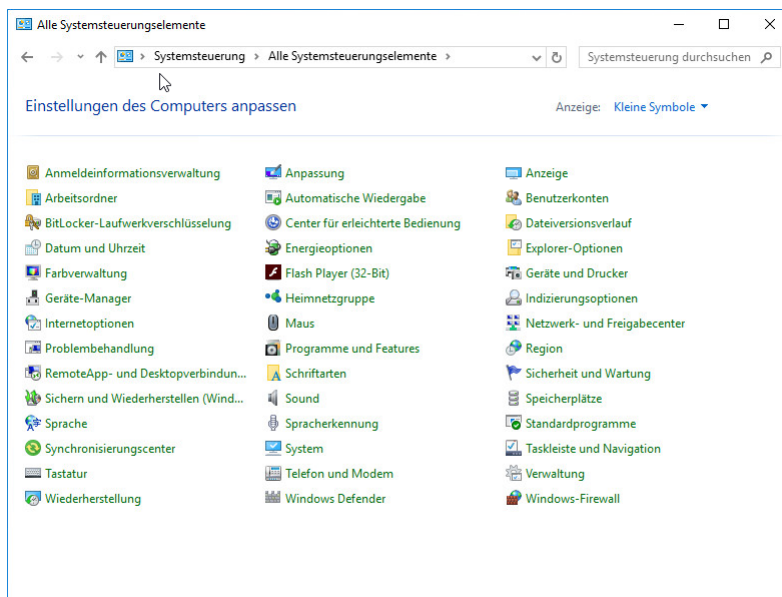 Alle Systemsteuerungselemente
Systemsteuerung > Alle Systemsteuerungselemente >
Systemsteuerung durchsuchen
Einstellungen des Computers anpassen
Anzeige: Kleine Symbole
Anmeldeinformationsverwaltung Anpassung Anzeige
Arbeitsordner Automatische Wiedergabe Benutzerkonten
BitLocker-Laufwerkverschlüsselung Center für erleichterte Bedienung Dateiversionsverlauf
Datum und Uhrzeit Energieoptionen Explorer-Optionen
Farbverwaltung Flash Player (32-Bit) Geräte und Drucker
Geräte-Manager Heimnetzgruppe Indizierungsoptionen
Internetoptionen Maus Netzwerk- und Freigabecenter
Problembehandlung Programme und Features Region
RemoteApp- und Desktopverbindun... Schriftarten Sicherheit und Wartung
Sichern und Wiederherstellen (Wind... Sound Speicherplätze
Sprache Spracherkennung Standardprogramme
Synchronisierungscenter System Taskleiste und Navigation
Tastatur Telefon und Modem Verwaltung
Wiederherstellung Windows Defender Windows-Firewall